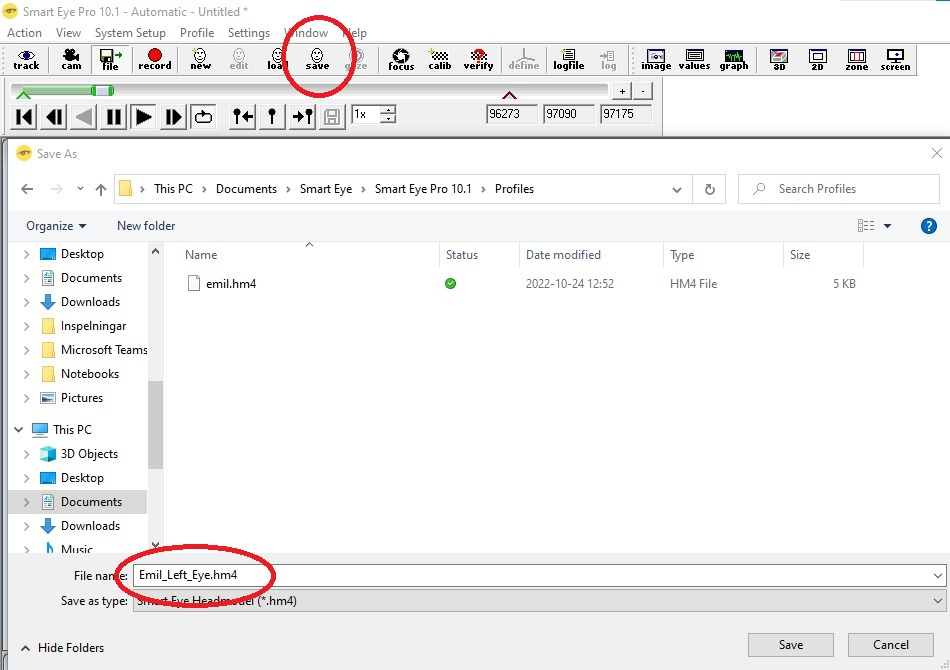 Smart Eye Pro 10.1 - Automatic - Untitled *
Action View System Setup Profile Settings Window Help
track cam file record new edit load save gaze focus calib verify define logfile log image values graph 3D 2D zone screen
+ -
1x 96273 97090 97175
Save As
This PC > Documents > Smart Eye > Smart Eye Pro 10.1 > Profiles
Search Profiles
Organize New folder
?
Name Status Date modified Type Size
emil.hm4 2022-10-24 12:52 HM4 File 5 KB
Desktop
Documents
Downloads
Inspelningar
Microsoft Teams
Notebooks
Pictures
This PC
3D Objects
Desktop
Documents
Downloads
Music
File name: Emil_Left_Eye.hm4
Save as type: Smart Eye Headmodel (*.hm4)
Hide Folders Save Cancel